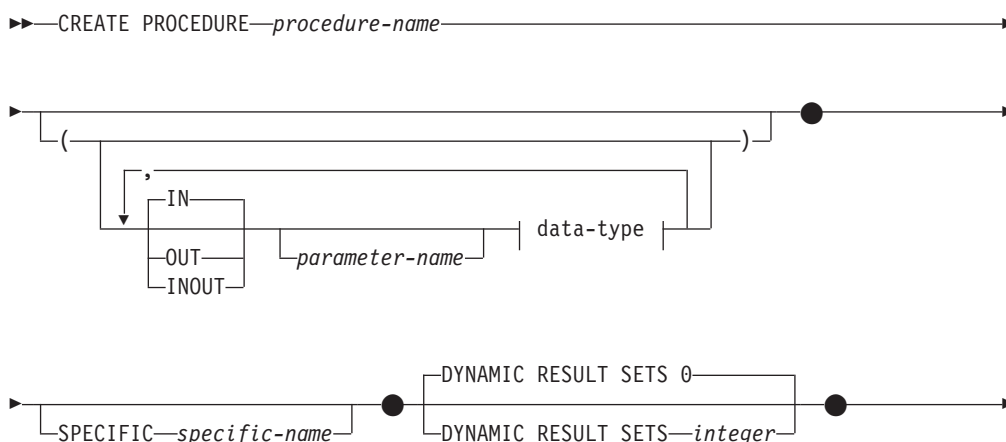 CREATE PROCEDURE procedure-name
( )
,
IN
data-type
OUT parameter-name
INOUT
DYNAMIC RESULT SETS 0
SPECIFIC specific-name DYNAMIC RESULT SETS integer